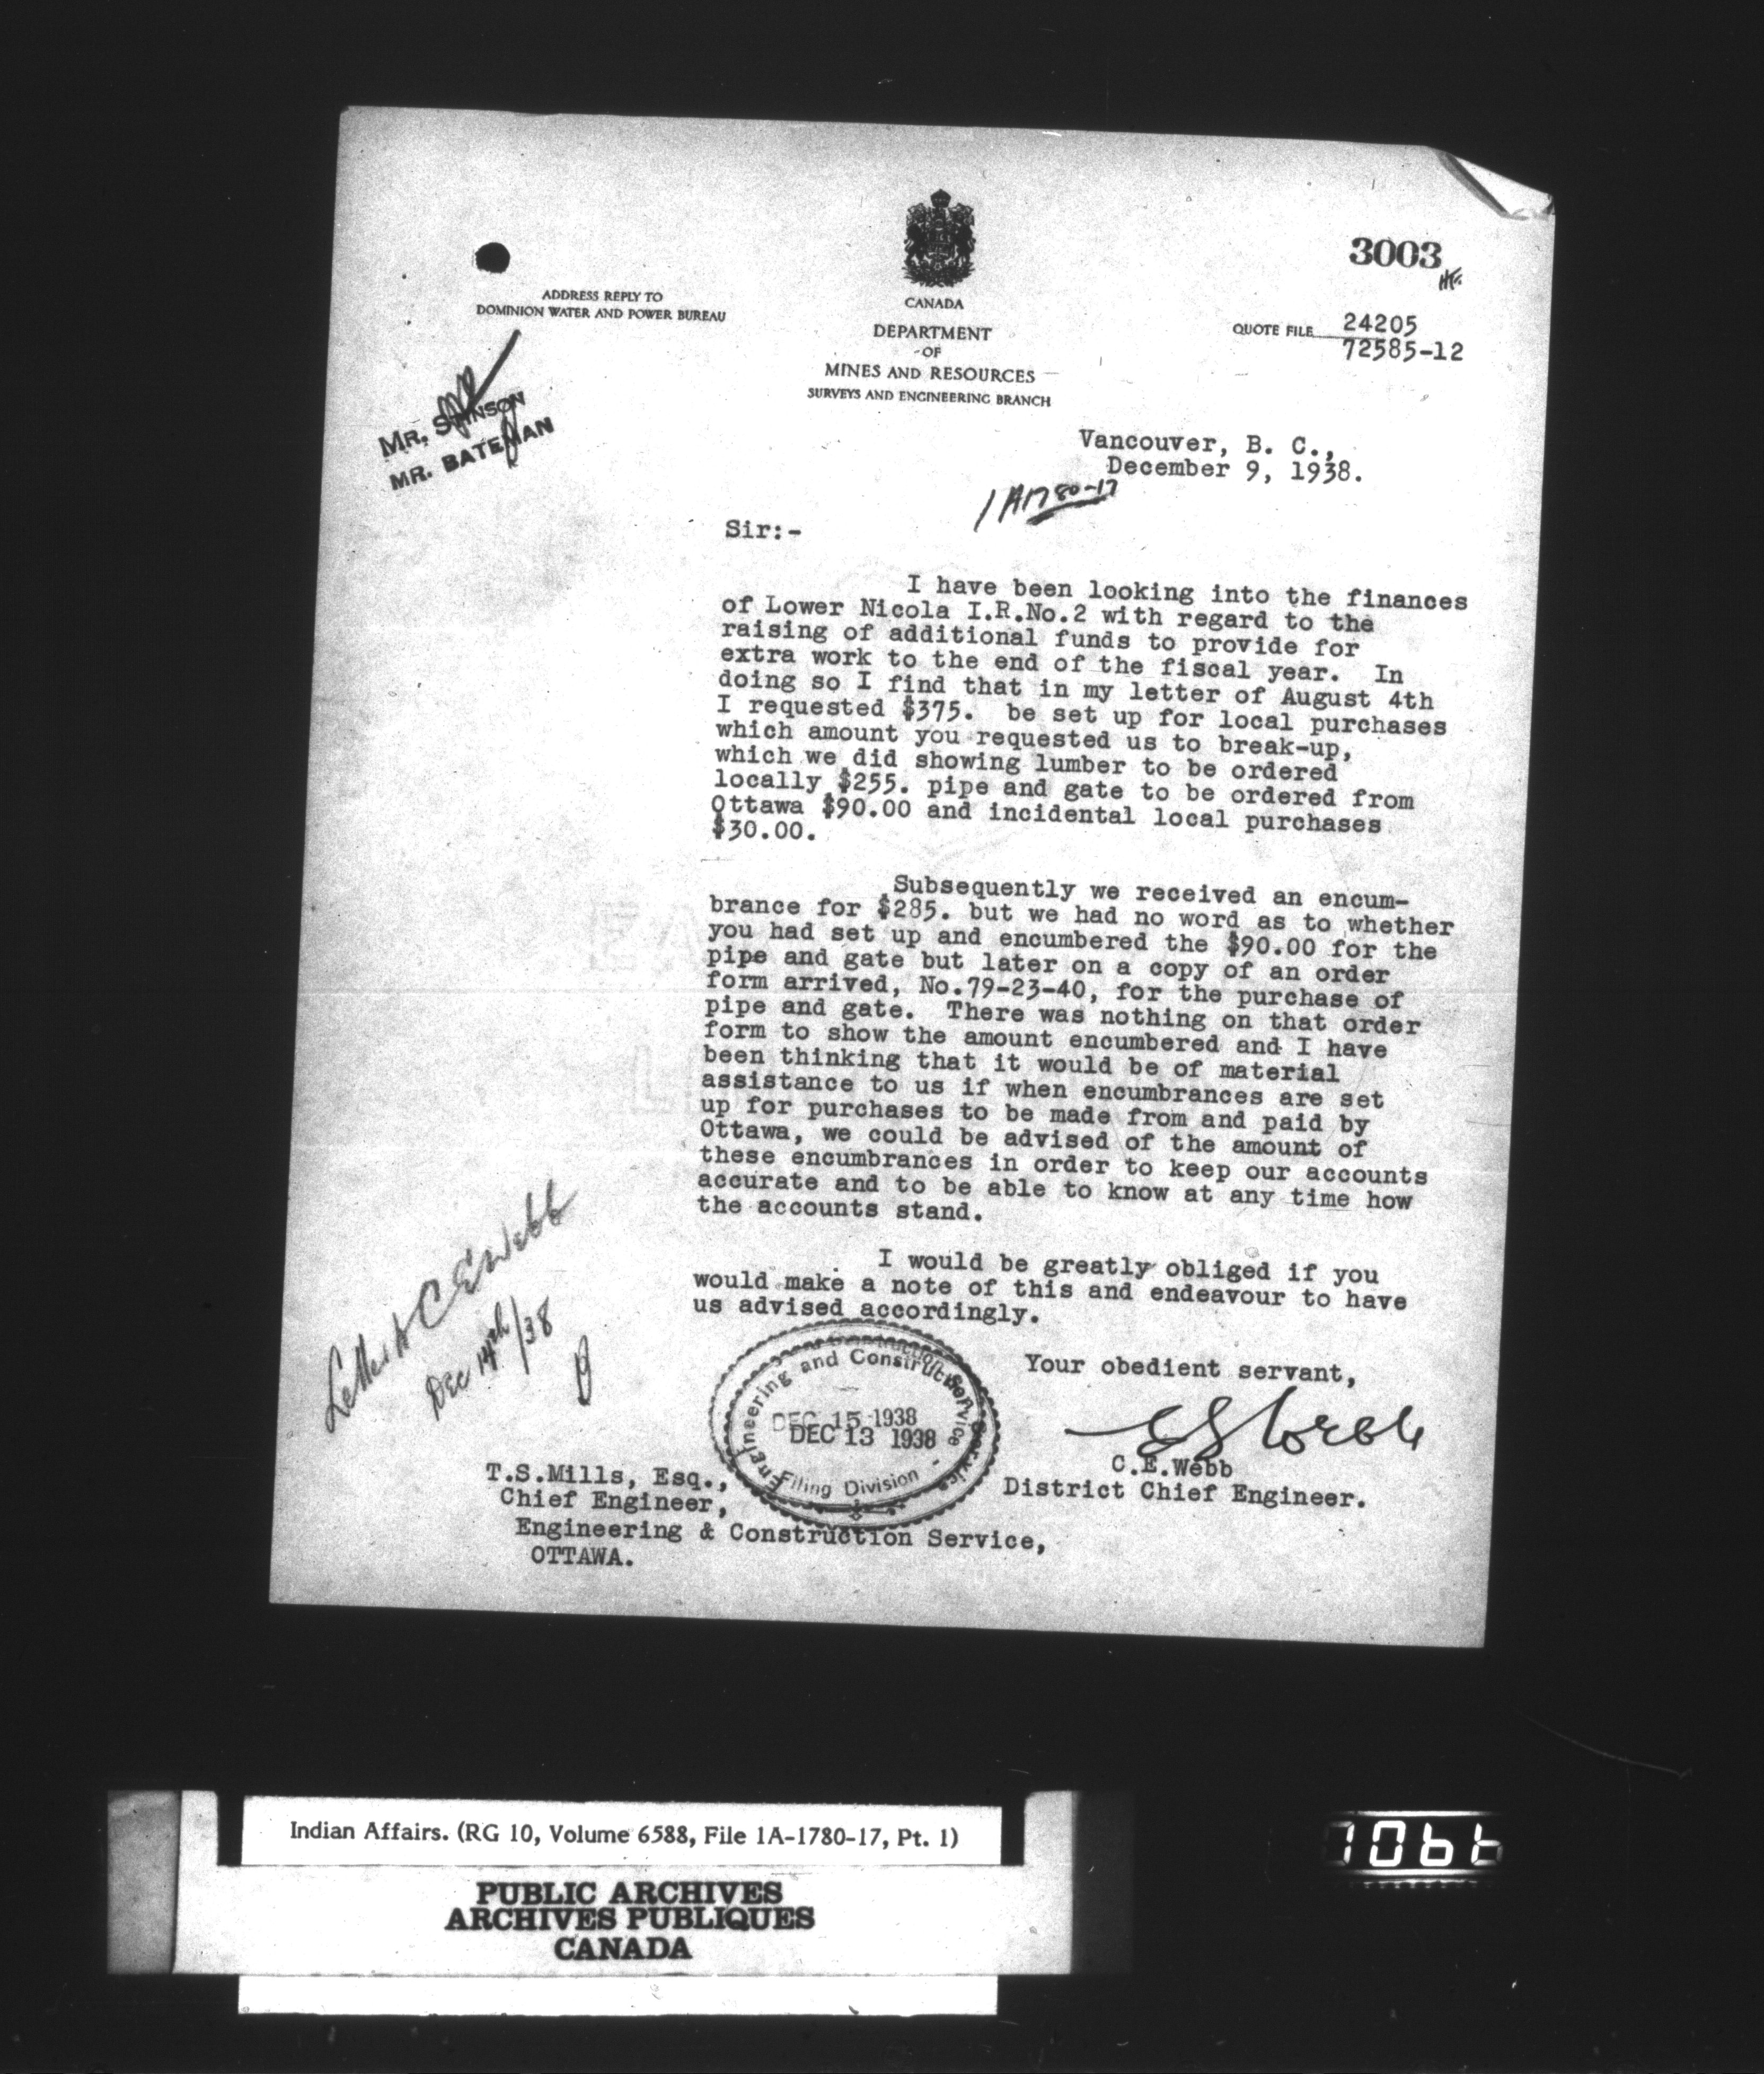 3003
ADDRESS REPLY TO
DOMINION WATER AND POWER BUREAU
CANADA
DEPARTMENT
OF
MINES AND RESOURCES
SURVEYS AND ENGINEERING BRANCH
QUOTE FILE 24205
72585-12
MR. STINSON
MR. BATEMAN
Vancouver, B. C.,
December 9, 1938.
1A1780-17
Sir:-
I have been looking into the finances
of Lower Nicola I.R.No.2 with regard to the
raising of additional funds to provide for
extra work to the end of the fiscal year. In
doing so I find that in my letter of August 4th
I requested $375. be set up for local purchases
which amount you requested us to break-up,
which we did showing lumber to be ordered
locally $255. pipe and gate to be ordered from
Ottawa $90.00 and incidental local purchases
$30.00.
Subsequently we received an encum-
brance for $285. but we had no word as to whether
you had set up and encumbered the $90.00 for the
pipe and gate but later on a copy of an order
form arrived, No.79-23-40, for the purchase of
pipe and gate. There was nothing on that order
form to show the amount encumbered and I have
been thinking that it would be of material
assistance to us if when encumbrances are set
up for purchases to be made from and paid by
Ottawa, we could be advised of the amount of
these encumbrances in order to keep our accounts
accurate and to be able to know at any time how
the accounts stand.
I would be greatly obliged if you
would make a note of this and endeavour to have
us advised accordingly.
Letter to C E Webb
Dec 14th/38
Engineering and Construction Service
DEC 15 1938
DEC 13 1938
Filing Division
Your obedient servant,
C.E.Webb
District Chief Engineer.
T.S.Mills, Esq.,
Chief Engineer,
Engineering & Construction Service,
OTTAWA.
Indian Affairs. (RG 10, Volume 6588, File 1A-1780-17, Pt. 1)
PUBLIC ARCHIVES
ARCHIVES PUBLIQUES
CANADA
1066